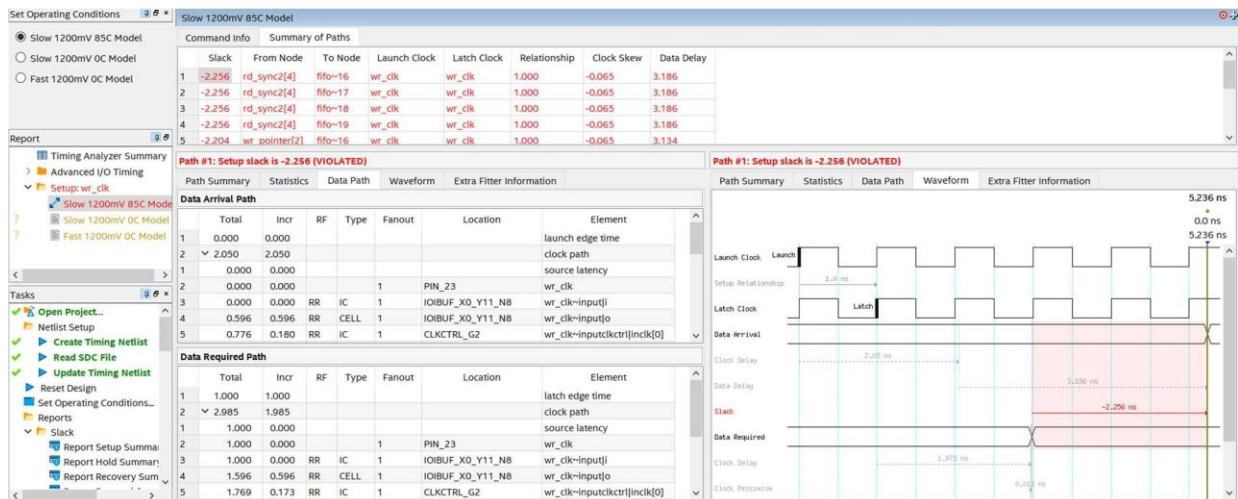 Set Operating Conditions
Slow 1200mV 85C Model
Slow 1200mV 0C Model
Fast 1200mV 0C Model
Report
Timing Analyzer Summary
Advanced I/O Timing
Setup: wr_clk
Slow 1200mV 85C Mode
? Slow 1200mV 0C Model
? Fast 1200mV 0C Model
Tasks
Open Project...
Netlist Setup
Create Timing Netlist
Read SDC File
Update Timing Netlist
Reset Design
Set Operating Conditions...
Reports
Slack
Report Setup Summa
Report Hold Summary
Report Recovery Sum
Slow 1200mV 85C Model
Command Info Summary of Paths
Slack From Node To Node Launch Clock Latch Clock Relationship Clock Skew Data Delay
1 -2.256 rd_sync2[4] fifo~16 wr_clk wr_clk 1.000 -0.065 3.186
2 -2.256 rd_sync2[4] fifo~17 wr_clk wr_clk 1.000 -0.065 3.186
3 -2.256 rd_sync2[4] fifo~18 wr_clk wr_clk 1.000 -0.065 3.186
4 -2.256 rd_sync2[4] fifo~19 wr_clk wr_clk 1.000 -0.065 3.186
5 -2.204 wr_pointer[2] fifo~16 wr_clk wr_clk 1.000 -0.065 3.134
Path #1: Setup slack is -2.256 (VIOLATED)
Path Summary Statistics Data Path Waveform Extra Fitter Information
Data Arrival Path
Total Incr RF Type Fanout Location Element
1 0.000 0.000 launch edge time
2 2.050 2.050 clock path
1 0.000 0.000 source latency
2 0.000 0.000 1 PIN_23 wr_clk
3 0.000 0.000 RR IC 1 IOIBUF_X0_Y11_N8 wr_clk~input|i
4 0.596 0.596 RR CELL 1 IOIBUF_X0_Y11_N8 wr_clk~input|o
5 0.776 0.180 RR IC 1 CLKCTRL_G2 wr_clk~inputclkctrl|inclk[0]
Data Required Path
Total Incr RF Type Fanout Location Element
1 1.000 1.000 latch edge time
2 2.985 1.985 clock path
1 1.000 0.000 source latency
2 1.000 0.000 1 PIN_23 wr_clk
3 1.000 0.000 RR IC 1 IOIBUF_X0_Y11_N8 wr_clk~input|i
4 1.596 0.596 RR CELL 1 IOIBUF_X0_Y11_N8 wr_clk~input|o
5 1.769 0.173 RR IC 1 CLKCTRL_G2 wr_clk~inputclkctrl|inclk[0]
Path #1: Setup slack is -2.256 (VIOLATED)
Path Summary Statistics Data Path Waveform Extra Fitter Information
5.236 ns
0.0 ns
5.236 ns
Launch Clock Launch
Setup Relationship 1.0 ns
Latch Clock Latch
Data Arrival
Clock Delay 2.05 ns
Data Delay 3.186 ns
Slack -2.256 ns
Data Required
Clock Delay 1.973 ns
Clock Pessimism 0.012 ns